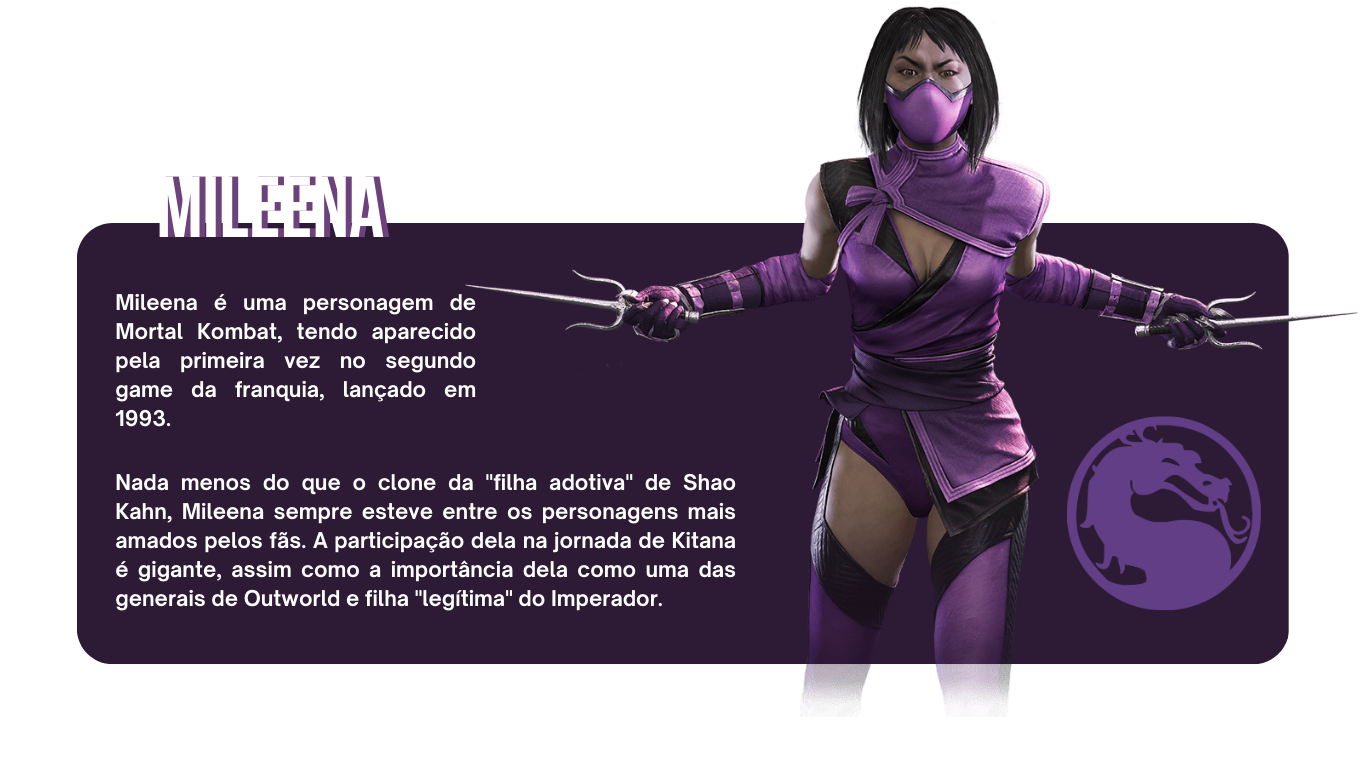 MILEENA
Mileena é uma personagem de
Mortal Kombat, tendo aparecido
pela primeira vez no segundo
game da franquia, lançado em
1993.
Nada menos do que o clone da "filha adotiva" de Shao
Kahn, Mileena sempre esteve entre os personagens mais
amados pelos fãs. A participação dela na jornada de Kitana
é gigante, assim como a importância dela como uma das
generais de Outworld e filha "legítima" do Imperador.